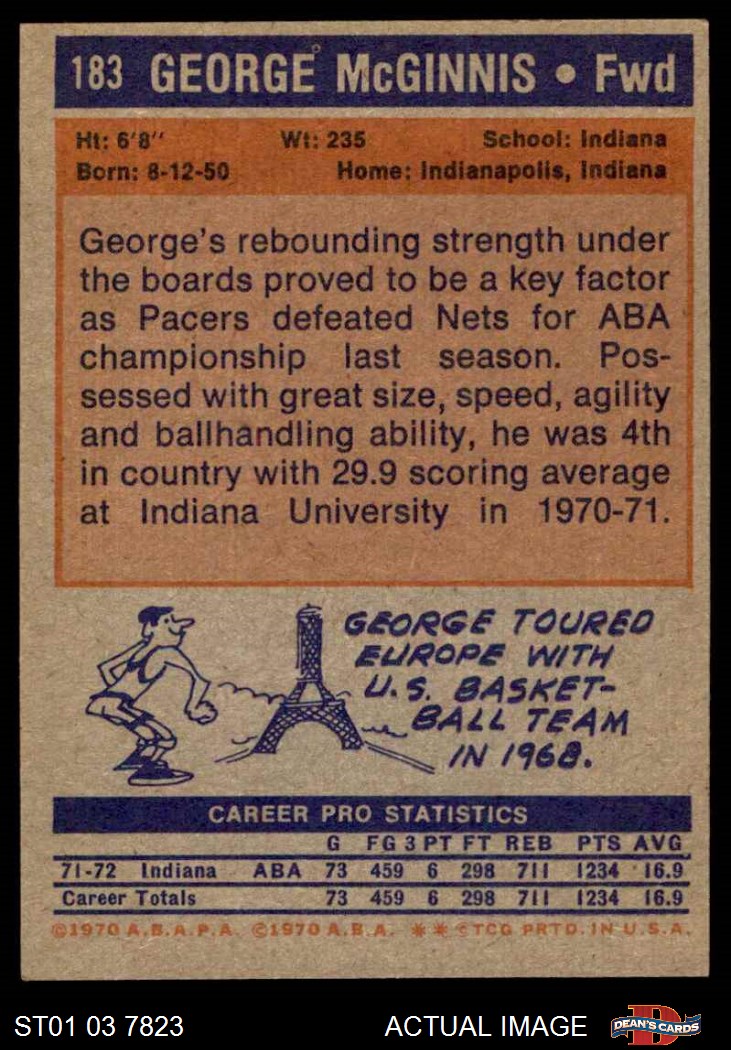 183 GEORGE McGINNIS • Fwd
Ht: 6'8'' Wt: 235 School: Indiana
Born: 8-12-50 Home: Indianapolis, Indiana
George's rebounding strength under
the boards proved to be a key factor
as Pacers defeated Nets for ABA
championship last season. Pos-
sessed with great size, speed, agility
and ballhandling ability, he was 4th
in country with 29.9 scoring average
at Indiana University in 1970-71.
GEORGE TOURED
EUROPE WITH
U.S. BASKET-
BALL TEAM
IN 1968.
CAREER PRO STATISTICS
G FG 3 PT FT REB PTS AVG
71-72 Indiana ABA 73 459 6 298 711 1234 16.9
Career Totals 73 459 6 298 711 1234 16.9
©1970 A.B.A.P.A. ©1970 A.B.A. ** ©TCG PRTD. IN U.S.A.
ST01 03 7823 ACTUAL IMAGE D DEAN'S CARDS